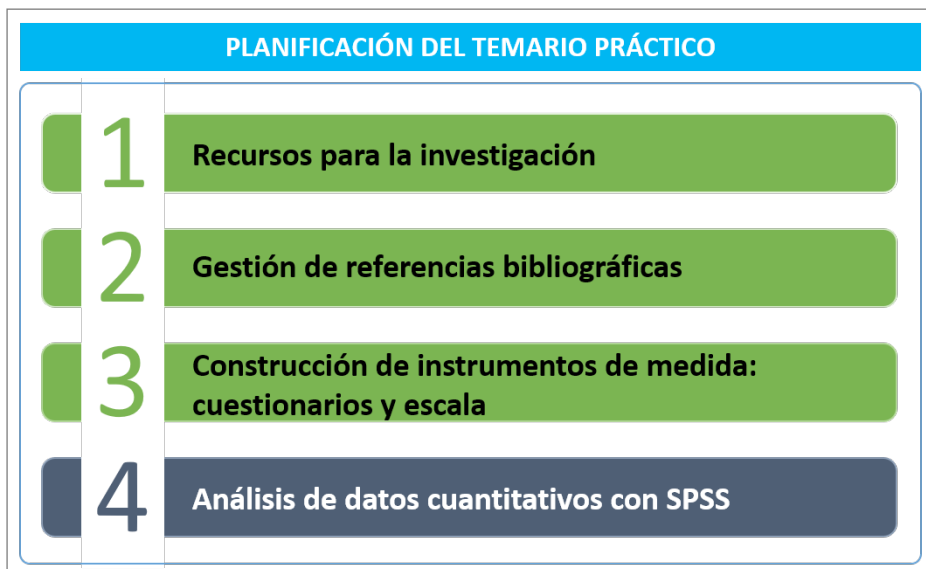 PLANIFICACIÓN DEL TEMARIO PRÁCTICO
1
Recursos para la investigación
2
Gestión de referencias bibliográficas
3
Construcción de instrumentos de medida:
cuestionarios y escala
4
Análisis de datos cuantitativos con SPSS